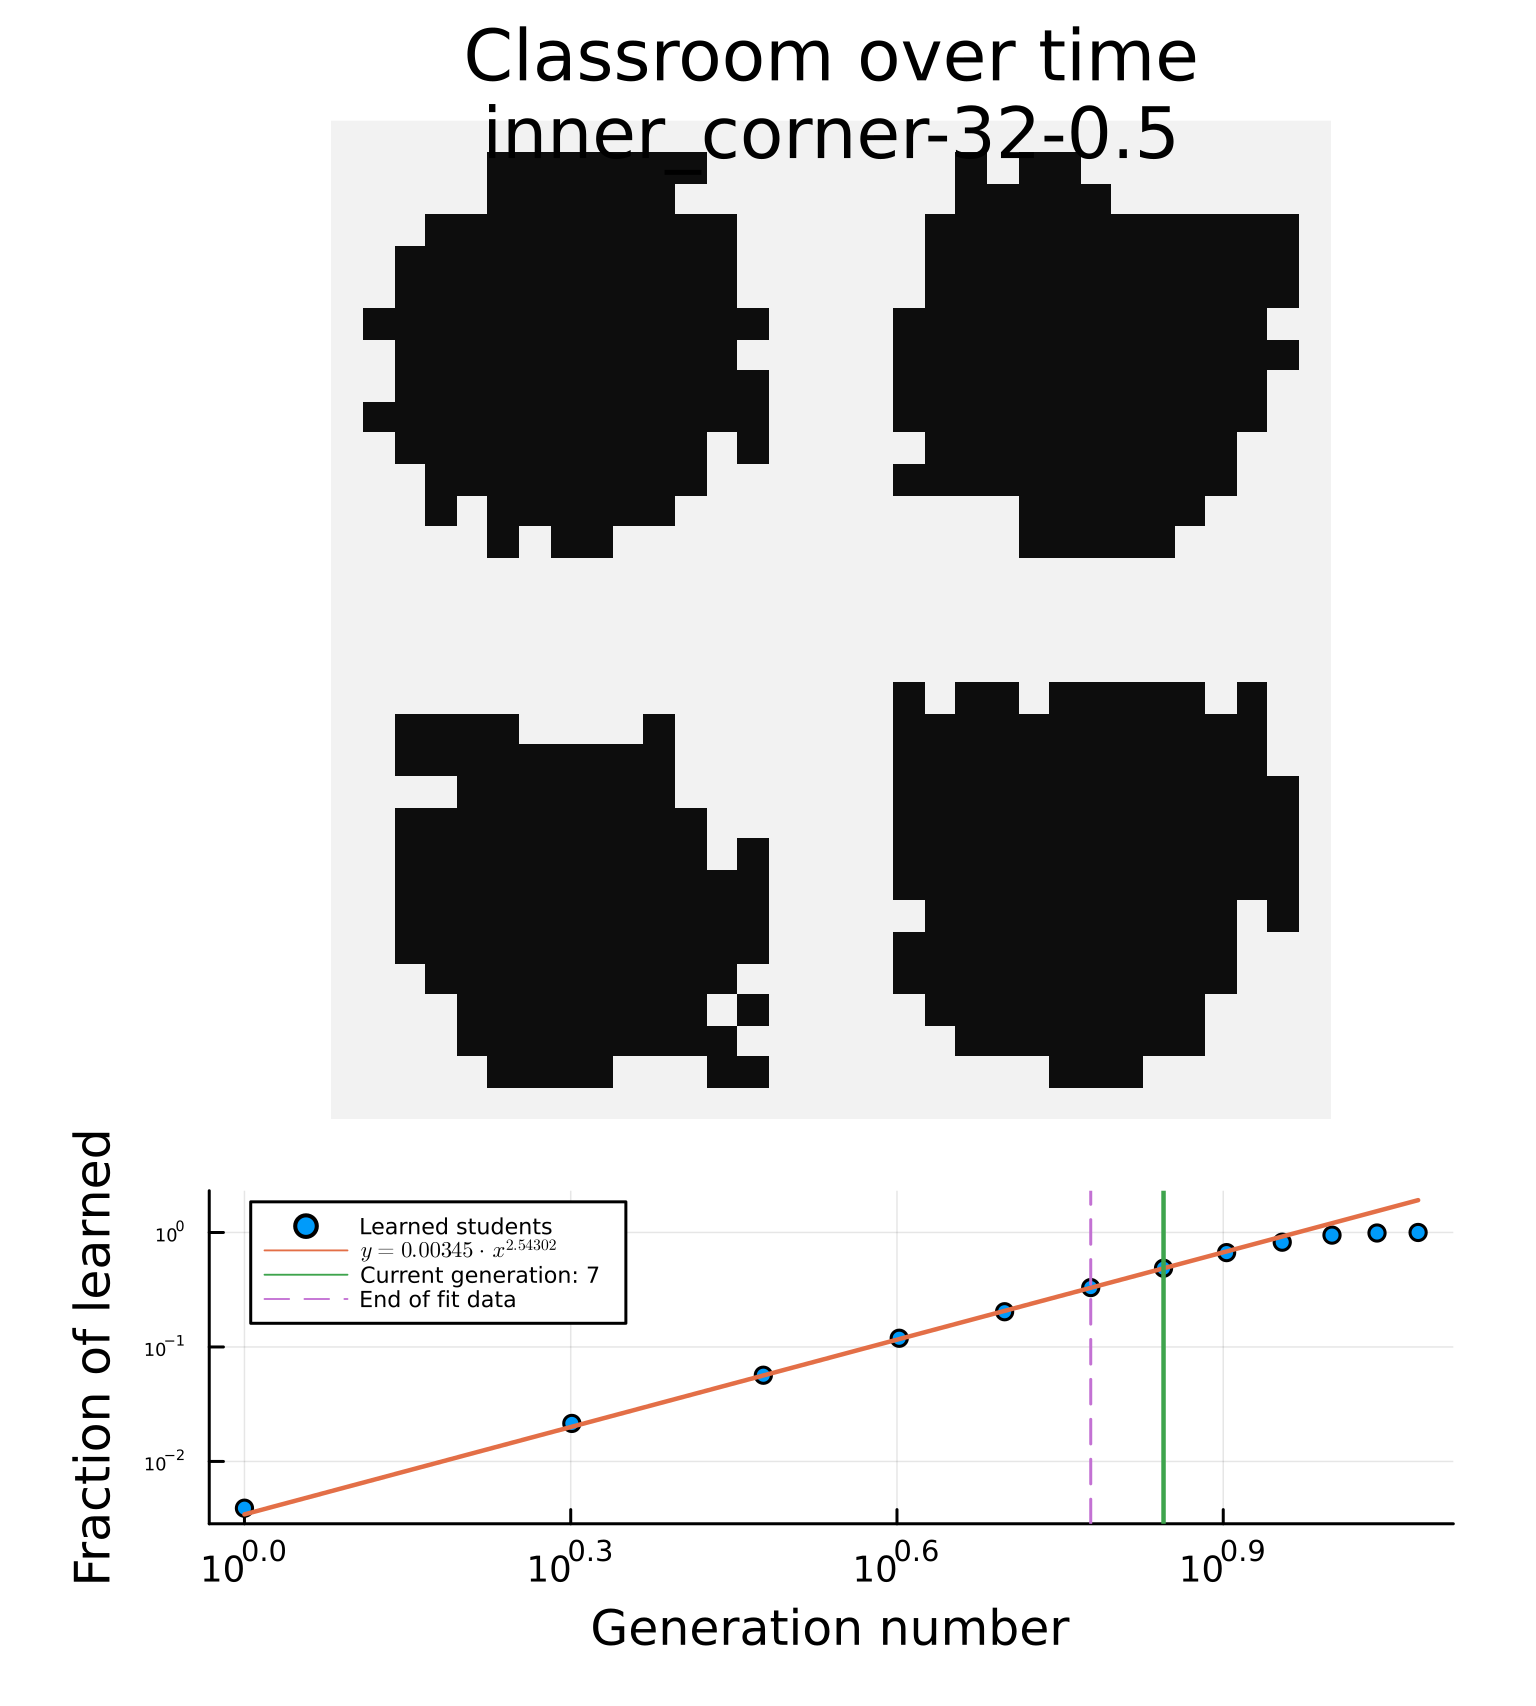 Classroom over time
inner_corner-32-0.5
Fraction of learned
10^0
10^−1
10^−2
Learned students
y = 0.00345 · x^2.54302
Current generation: 7
End of fit data
10^0.0 10^0.3 10^0.6 10^0.9
Generation number